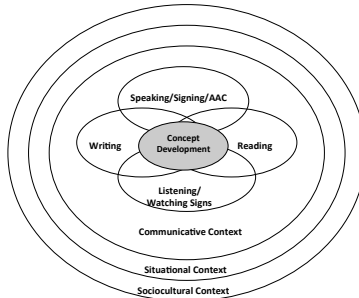 Speaking/Signing/AAC
Concept
Development
Writing
Reading
Listening/
Watching Signs
Communicative Context
Situational Context
Sociocultural Context